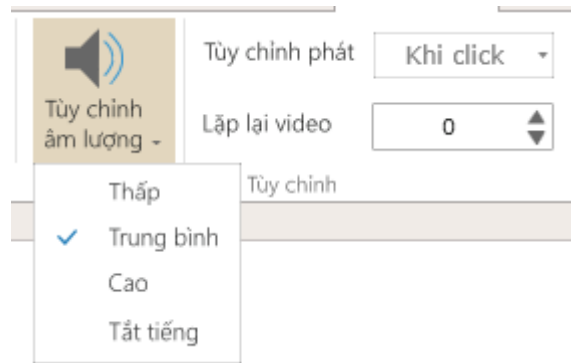 Tùy chỉnh phát
Khi click
Tùy chỉnh
âm lượng
Lặp lại video
0
Tùy chỉnh
Thấp
Trung bình
Cao
Tắt tiếng